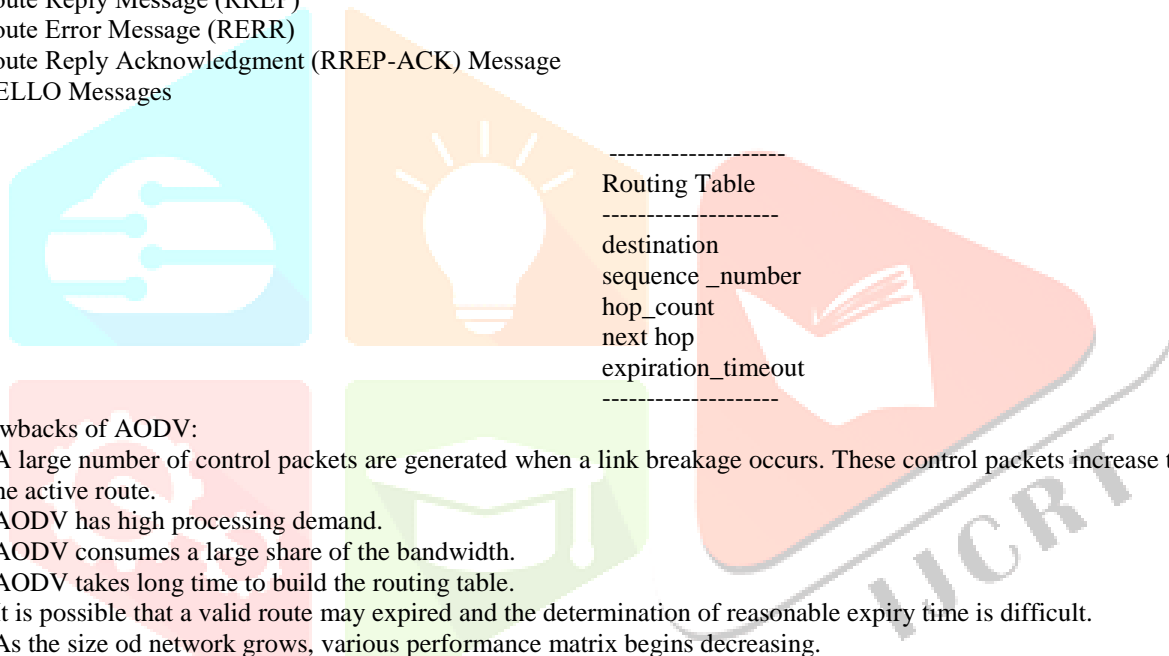 oute Reply Message (RREP)
oute Error Message (RERR)
oute Reply Acknowledgment (RREP-ACK) Message
ELLO Messages
---------------------
Routing Table
--------------------
destination
sequence _number
hop_count
next hop
expiration_timeout
--------------------
wbacks of AODV:
A large number of control packets are generated when a link breakage occurs. These control packets increase t
he active route.
AODV has high processing demand.
AODV consumes a large share of the bandwidth.
AODV takes long time to build the routing table.
It is possible that a valid route may expired and the determination of reasonable expiry time is difficult.
As the size od network grows, various performance matrix begins decreasing.
IJCRT